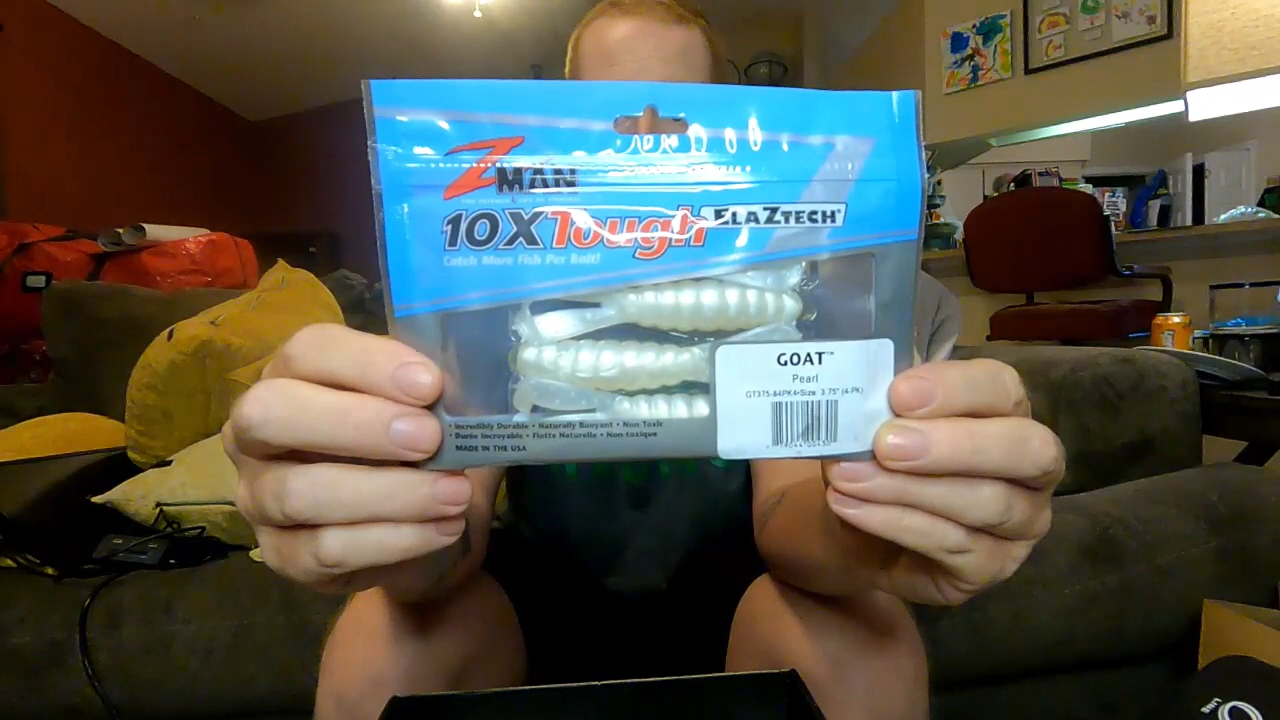 Z MAN
10X Tough ELAZTECH®
Catch More Fish Per Bait!
GOAT™
Pearl
GT375-84PK4•Size 3.75" (4-PK)
• Incredibly Durable • Naturally Buoyant • Non-Toxic
• Durée Incroyable • Flotte Naturelle • Non-toxique
MADE IN THE USA